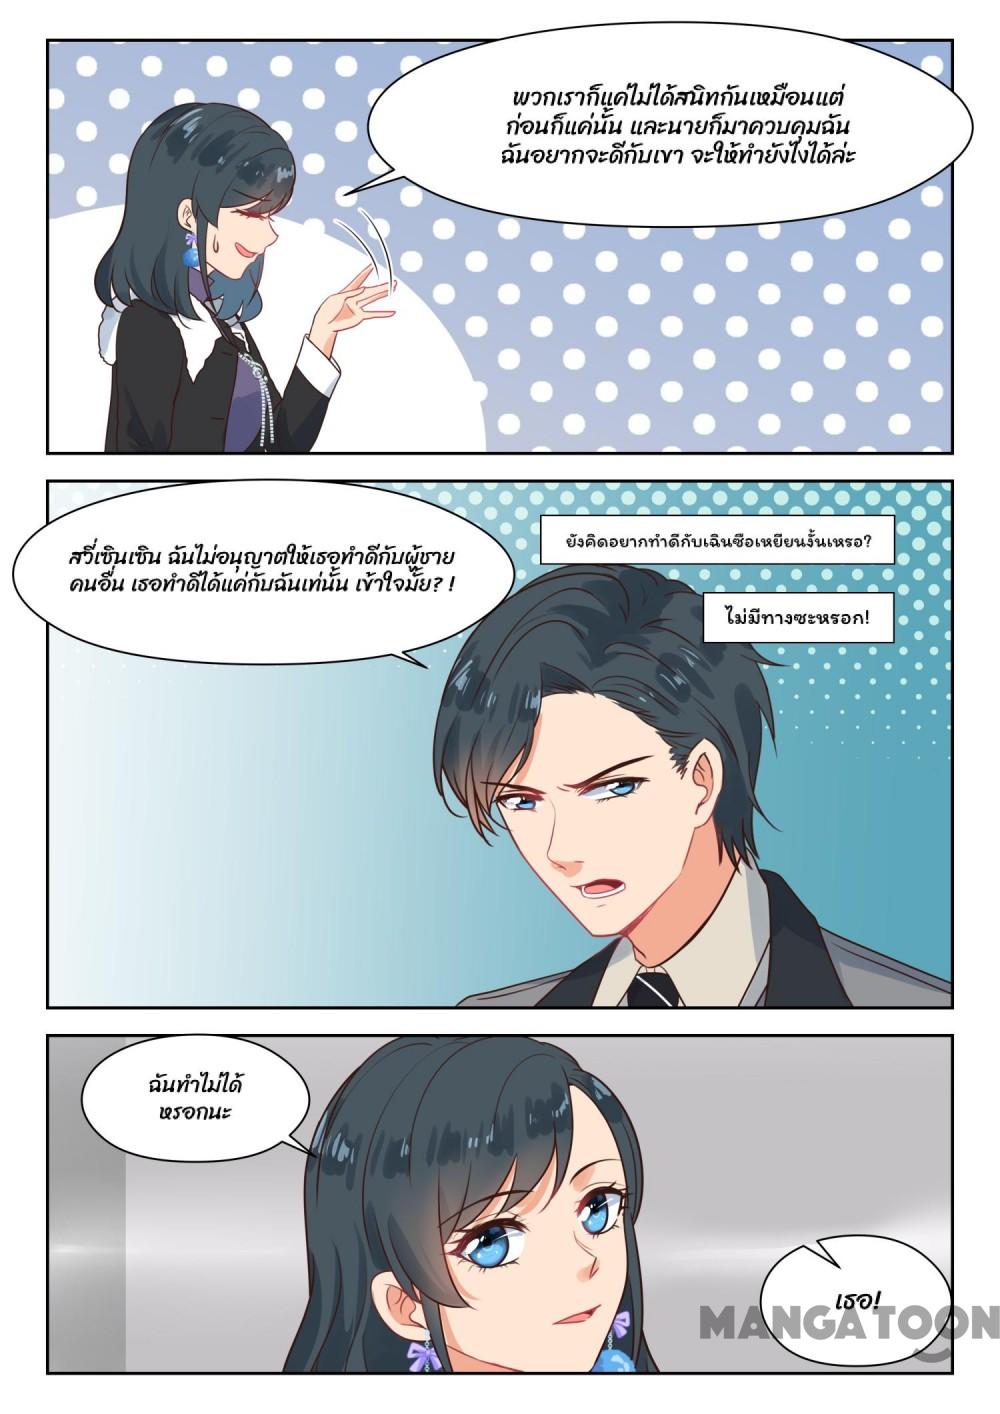 พวกเราก็แค่ไม่ได้สนิทกันเหมือนแต่
ก่อนก็แค่นั้น และนายก็มาควบคุมฉัน
ฉันอยากจะดีกับเขา จะให้ทำยังไงได้ล่ะ
ยังคิดอยากทำดีกับเฉินซือเหยียนงั้นเหรอ?
สวี่เซินเซิน ฉันไม่อนุญาตให้เธอทำดีกับผู้ชาย
คนอื่น เธอทำดีได้แค่กับฉันเท่านั้น เข้าใจมั้ย? !
ไม่มีทางซะหรอก!
ฉันทำไม่ได้
หรอกนะ
เธอ!
MANGATOON